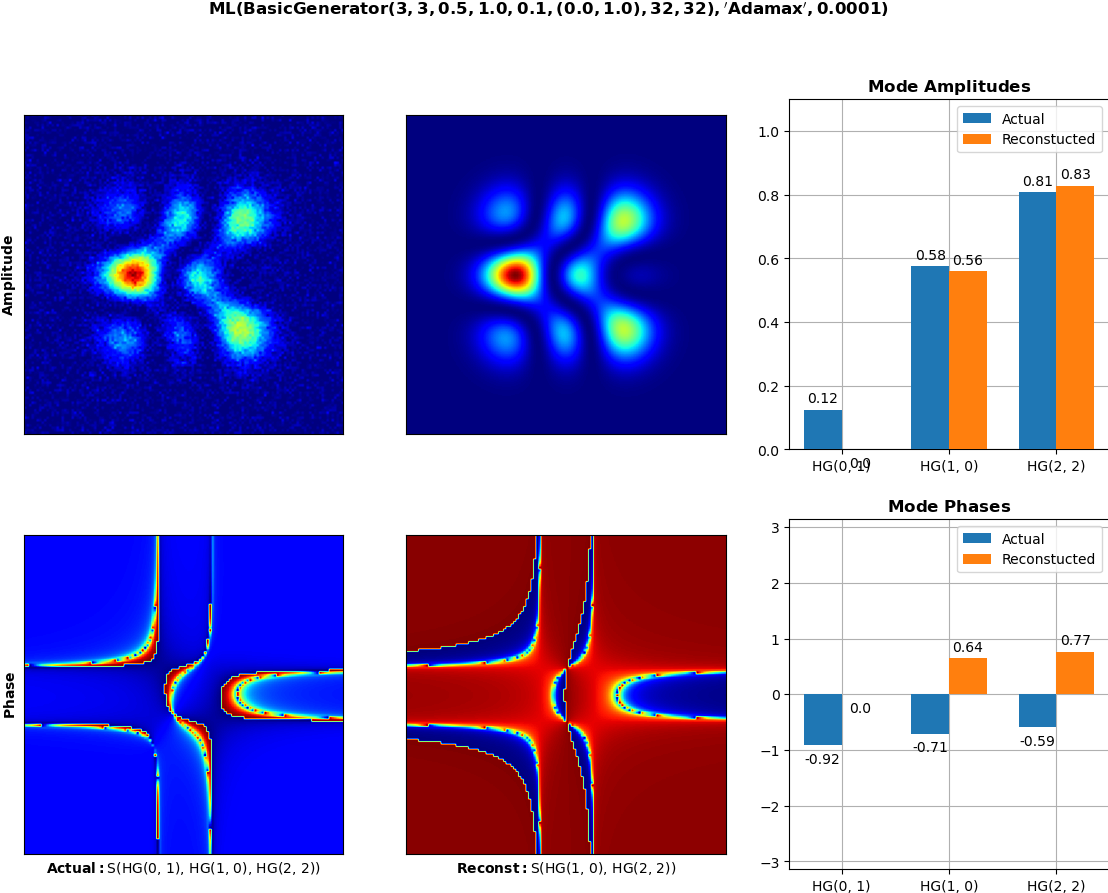 ML(BasicGenerator(3, 3, 0.5, 1.0, 0.1, (0.0, 1.0), 32, 32), ′Adamax′, 0.0001)
Amplitude
Mode Amplitudes
Actual
Reconstucted
1.0
0.8
0.6
0.4
0.2
0.0
0.12
0.0
0.58
0.56
0.81
0.83
HG(0, 1)
HG(1, 0)
HG(2, 2)
Phase
Actual: S(HG(0, 1), HG(1, 0), HG(2, 2))
Reconst: S(HG(1, 0), HG(2, 2))
Mode Phases
Actual
Reconstucted
3
2
1
0
−1
−2
−3
-0.92
0.0
-0.71
0.64
-0.59
0.77
HG(0, 1)
HG(1, 0)
HG(2, 2)